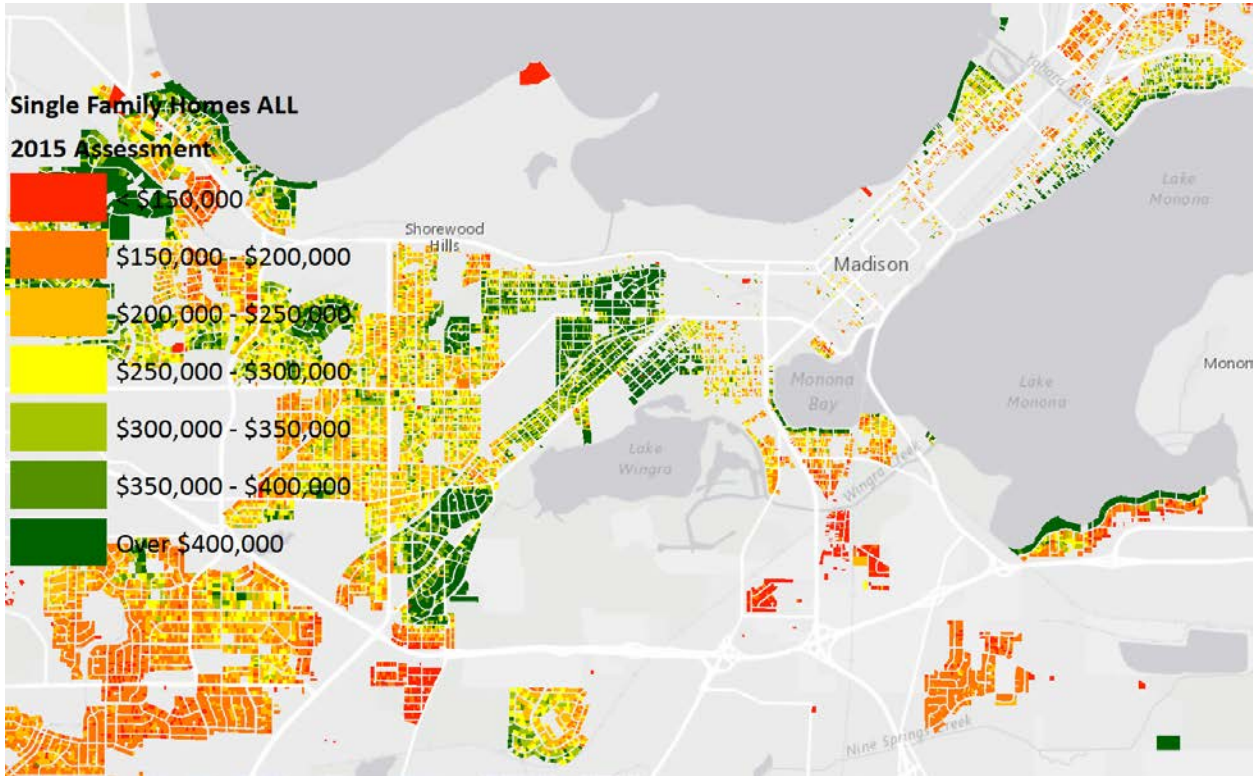 Single Family Homes ALL
2015 Assessment
< $150,000
$150,000 - $200,000
$200,000 - $250,000
$250,000 - $300,000
$300,000 - $350,000
$350,000 - $400,000
Over $400,000
Shorewood
Hills
Madison
Yahara Creek
Lake
Monona
Monona
Bay
Lake
Monona
Monon
Lake
Wingra
Wingra Creek
Nine Springs Creek